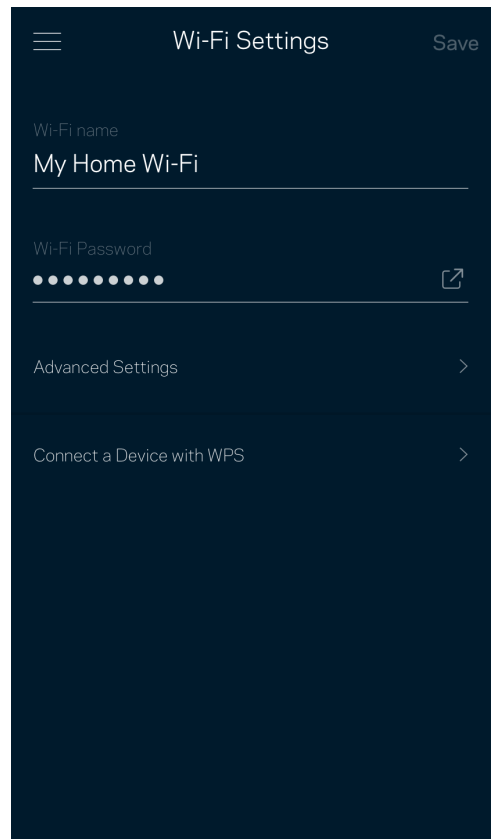 Wi-Fi Settings
Save
Wi-Fi name
My Home Wi-Fi
Wi-Fi Password
●●●●●●●●●
Advanced Settings
Connect a Device with WPS